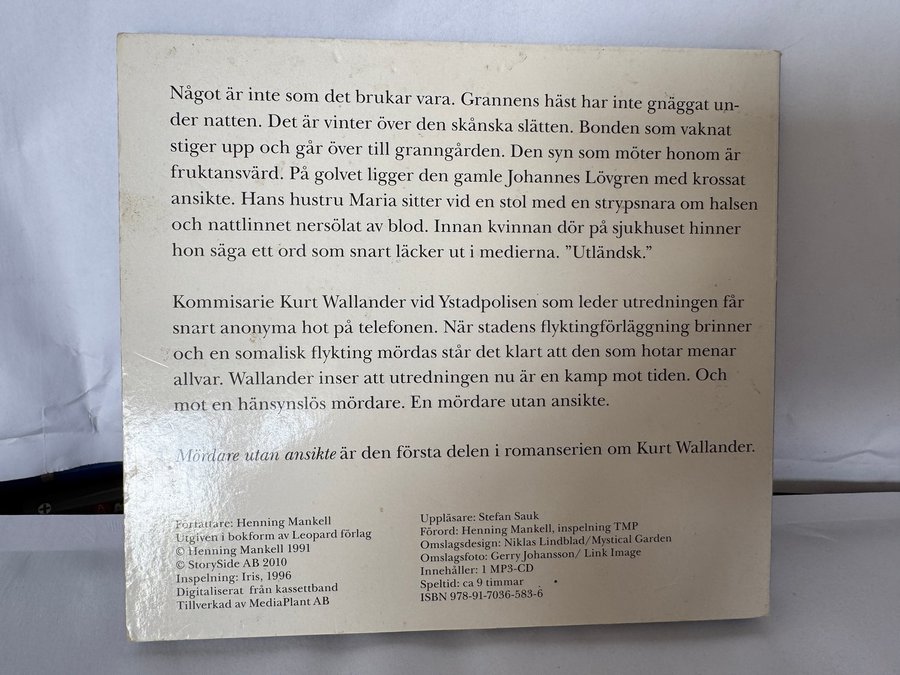 Något är inte som det brukar vara. Grannens häst har inte gnäggat un-
der natten. Det är vinter över den skånska slätten. Bonden som vaknat
stiger upp och går över till granngården. Den syn som möter honom är
fruktansvärd. På golvet ligger den gamle Johannes Lövgren med krossat
ansikte. Hans hustru Maria sitter vid en stol med en strypsnara om halsen
och nattlinnet nersölat av blod. Innan kvinnan dör på sjukhuset hinner
hon säga ett ord som snart läcker ut i medierna. ”Utländsk.”
Kommisarie Kurt Wallander vid Ystadpolisen som leder utredningen får
snart anonyma hot på telefonen. När stadens flyktingförläggning brinner
och en somalisk flykting mördas står det klart att den som hotar menar
allvar. Wallander inser att utredningen nu är en kamp mot tiden. Och
mot en hänsynslös mördare. En mördare utan ansikte.
Mördare utan ansikte är den första delen i romanserien om Kurt Wallander.
Författare: Henning Mankell
Utgiven i bokform av Leopard förlag
© Henning Mankell 1991
© StorySide AB 2010
Inspelning: Iris, 1996
Digitaliserat från kassettband
Tillverkad av MediaPlant AB
Uppläsare: Stefan Sauk
Förord: Henning Mankell, inspelning TMP
Omslagsdesign: Niklas Lindblad/Mystical Garden
Omslagsfoto: Gerry Johansson/ Link Image
Innehåller: 1 MP3-CD
Speltid: ca 9 timmar
ISBN 978-91-7036-583-6